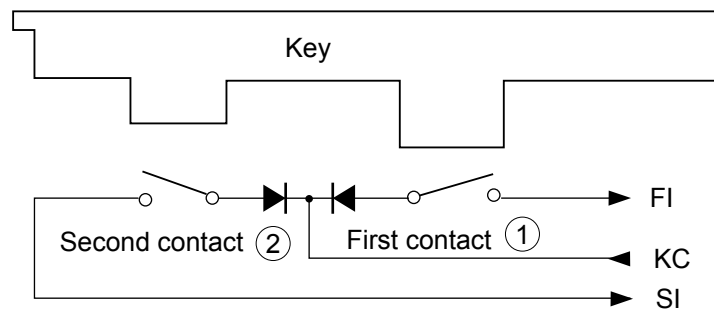 Key
FI
Second contact ②
First contact ①
KC
SI